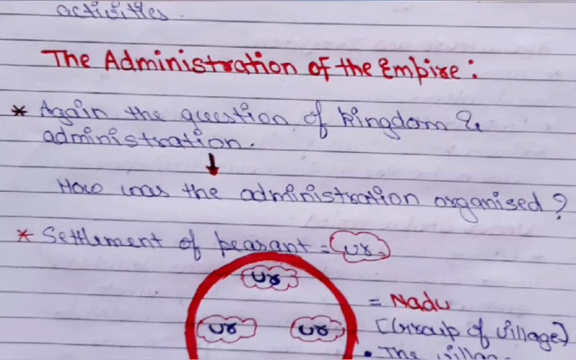 activities.
The Administration of the Empire:
* Again the question of kingdom &
administration.
↓
How was the administration organised?
* Settlement of peasant = Ur
Ur
= Nadu
Ur Ur
[Group of village]
• The